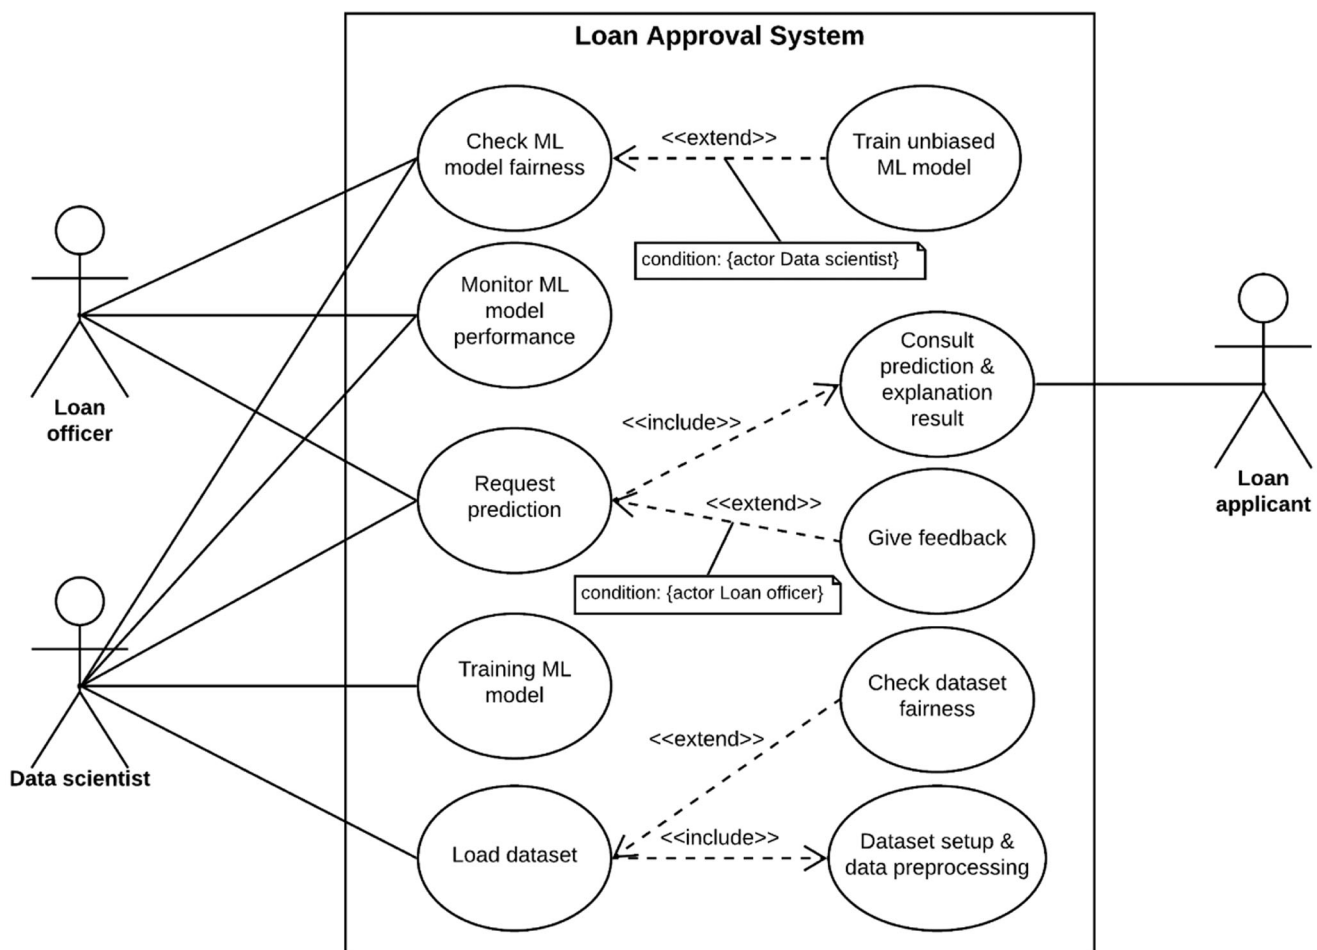 Loan Approval System
Check ML
model fairness
<<extend>>
Train unbiased
ML model
condition: {actor Data scientist}
Monitor ML
model
performance
Loan
officer
Consult
prediction &
explanation
result
<<include>>
Loan
applicant
Request
prediction
<<extend>>
Give feedback
condition: {actor Loan officer}
Training ML
model
Check dataset
fairness
<<extend>>
Data scientist
Load dataset
<<include>>
Dataset setup &
data preprocessing